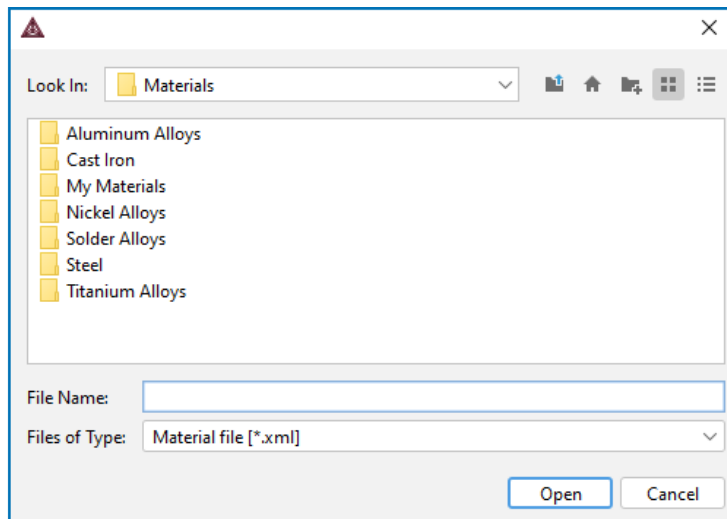 Look In: Materials
Aluminum Alloys
Cast Iron
My Materials
Nickel Alloys
Solder Alloys
Steel
Titanium Alloys
File Name:
Files of Type: Material file [*.xml]
Open Cancel